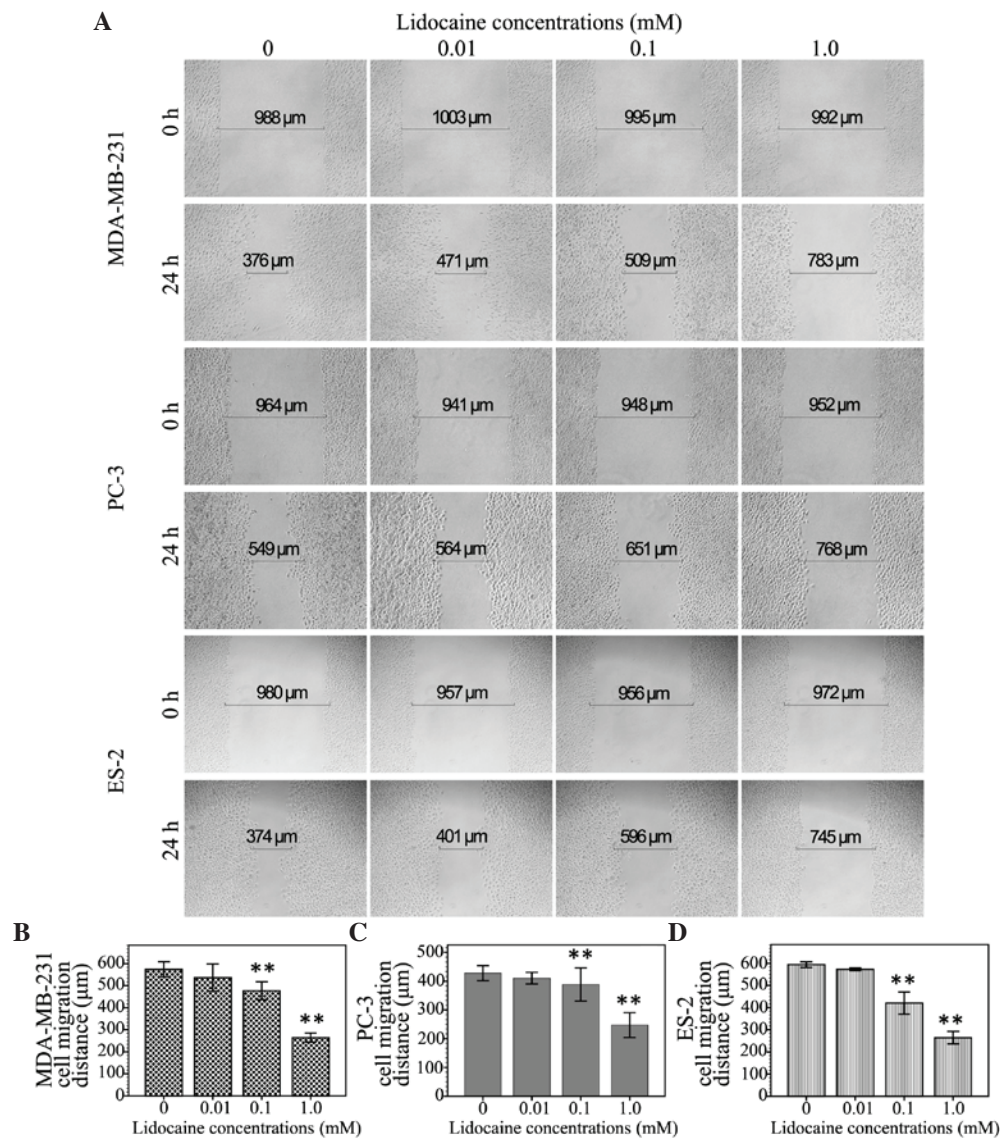 A
Lidocaine concentrations (mM)
0 0.01 0.1 1.0
MDA-MB-231
0 h
988 µm 1003 µm 995 µm 992 µm
24 h
376 µm 471 µm 509 µm 783 µm
PC-3
0 h
964 µm 941 µm 948 µm 952 µm
24 h
549 µm 564 µm 651 µm 768 µm
ES-2
0 h
980 µm 957 µm 956 µm 972 µm
24 h
374 µm 401 µm 596 µm 745 µm
B
MDA-MB-231
cell migration
distance (µm)
600
500
400
300
200
100
0
**
**
0 0.01 0.1 1.0
Lidocaine concentrations (mM)
C
PC-3
cell migration
distance (µm)
500
400
300
200
100
0
**
**
0 0.01 0.1 1.0
Lidocaine concentrations (mM)
D
ES-2
cell migration
distance (µm)
600
500
400
300
200
100
0
**
**
0 0.01 0.1 1.0
Lidocaine concentrations (mM)